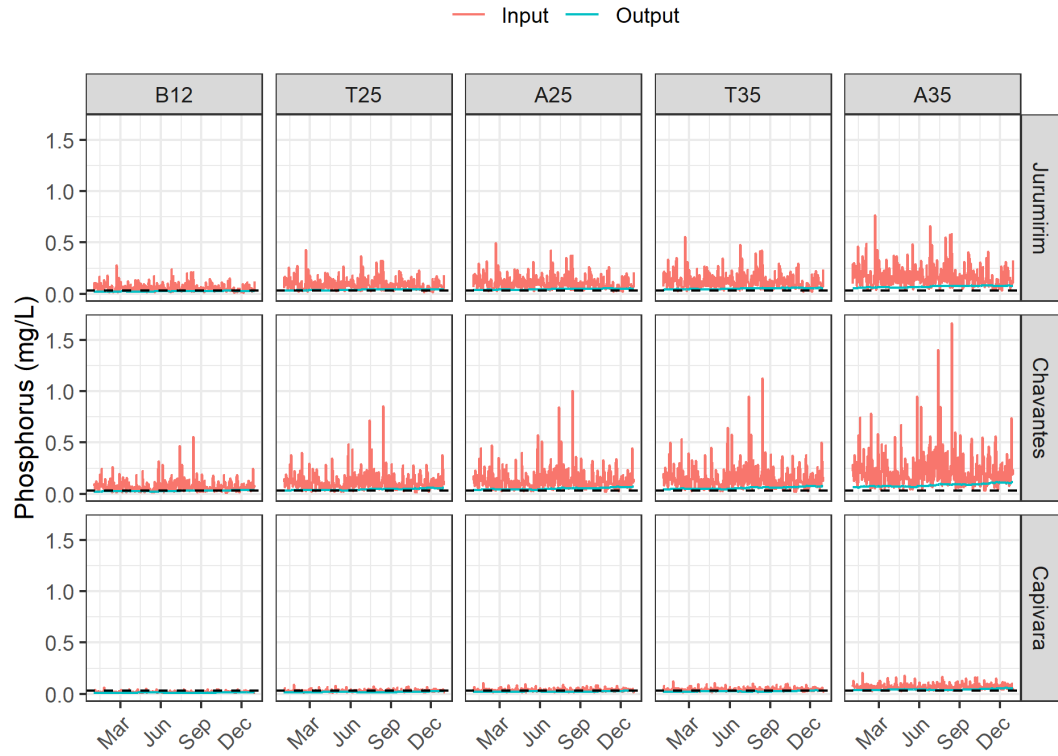 Input Output
B12 T25 A25 T35 A35
Phosphorus (mg/L)
1.5
1.0
0.5
0.0
Jurumirim
1.5
1.0
0.5
0.0
Chavantes
1.5
1.0
0.5
0.0
Capivara
Mar Jun Sep Dec Mar Jun Sep Dec Mar Jun Sep Dec Mar Jun Sep Dec Mar Jun Sep Dec